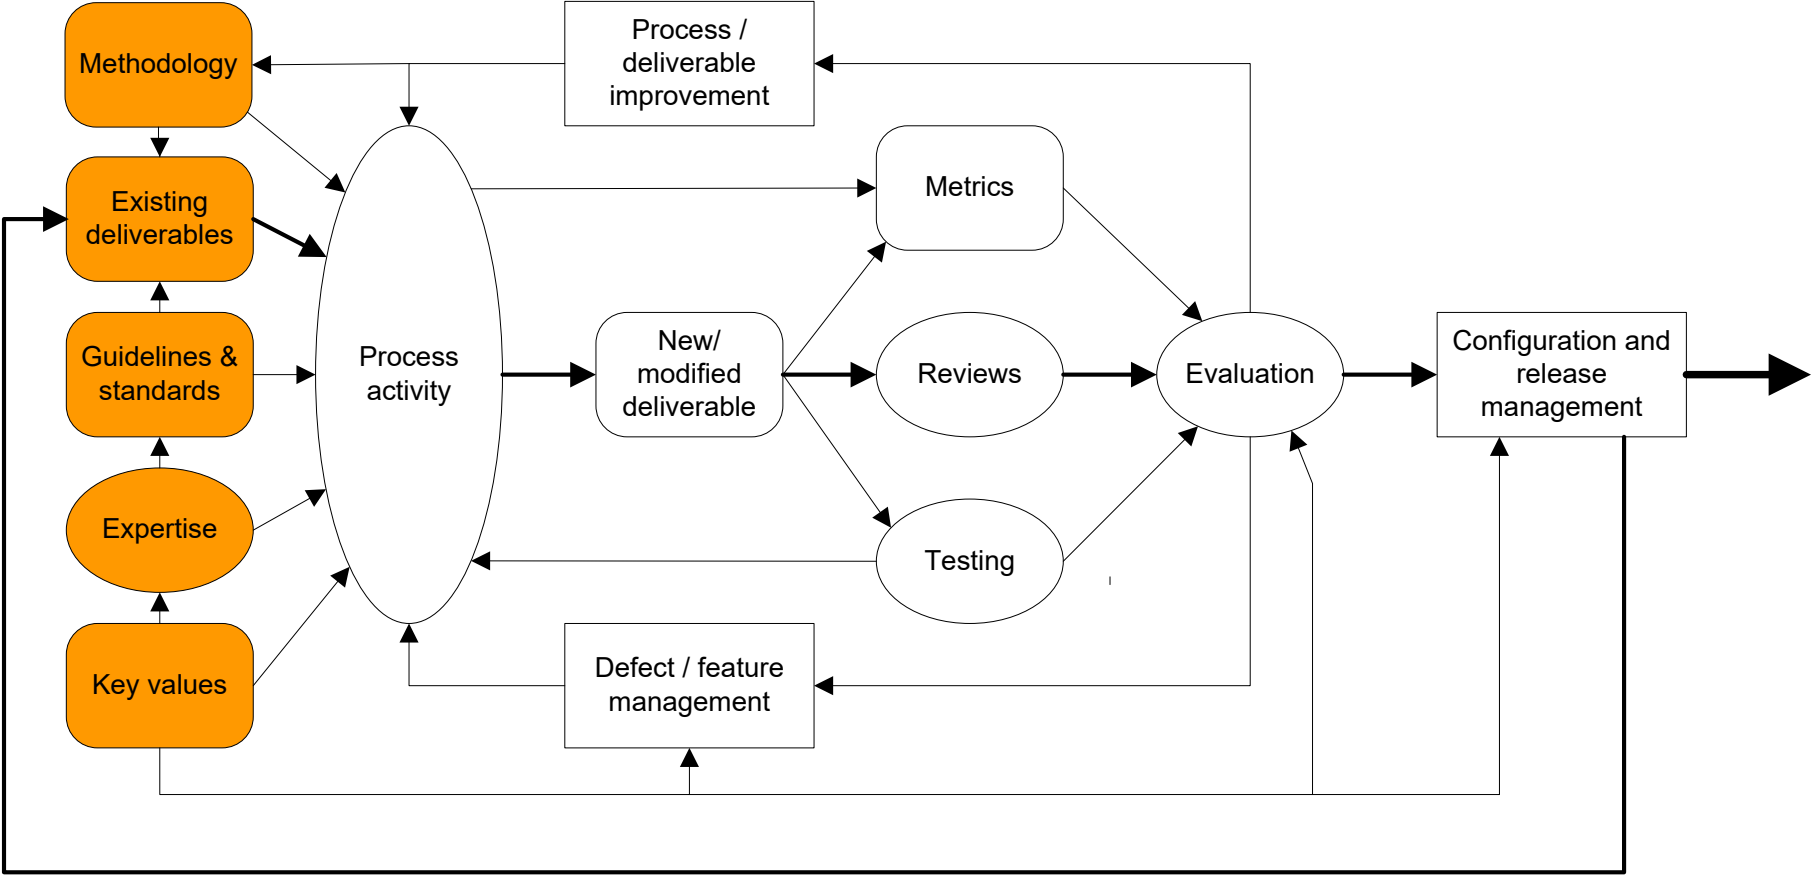 Methodology
Process /
deliverable
improvement
Existing
deliverables
Metrics
Guidelines &
standards
Process
activity
New/
modified
deliverable
Reviews
Evaluation
Configuration and
release
management
Expertise
Testing
Key values
Defect / feature
management